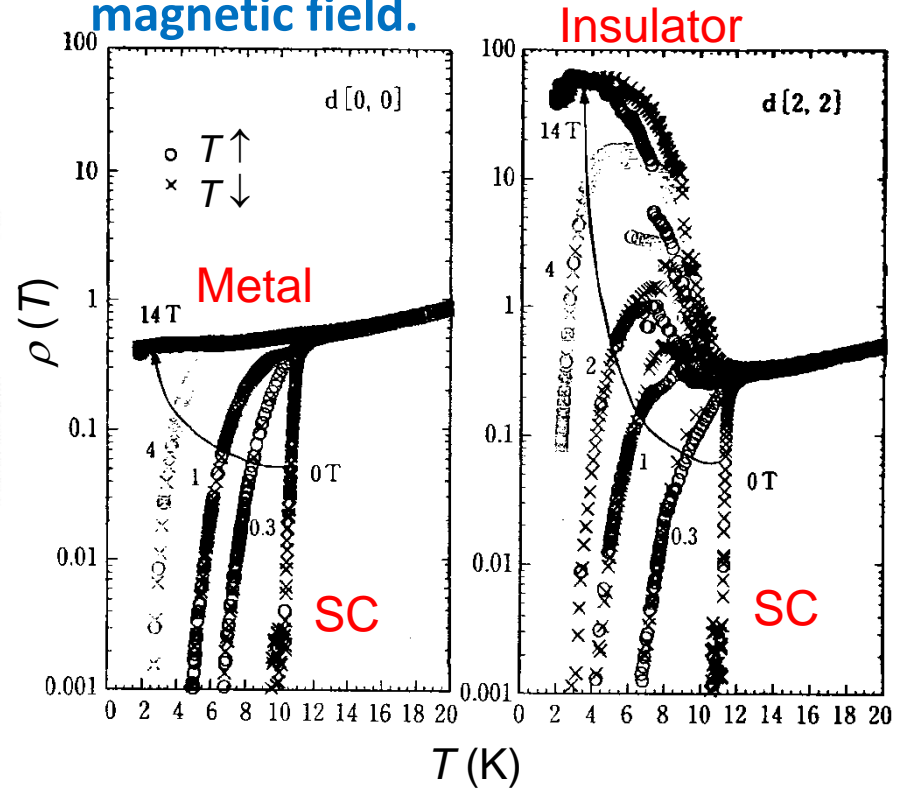 magnetic field.
Insulator
100
10
1
0.1
0.01
0.001
ρ (T)
d [0, 0]
o T↑
× T↓
Metal
14 T
4
1
0.3
0 T
SC
0 2 4 6 8 10 12 14 16 18 20
100
10
1
0.1
0.01
0.001
d [2, 2]
14 T
4
2
1
0.3
0 T
SC
0 2 4 6 8 10 12 14 16 18 20
T (K)